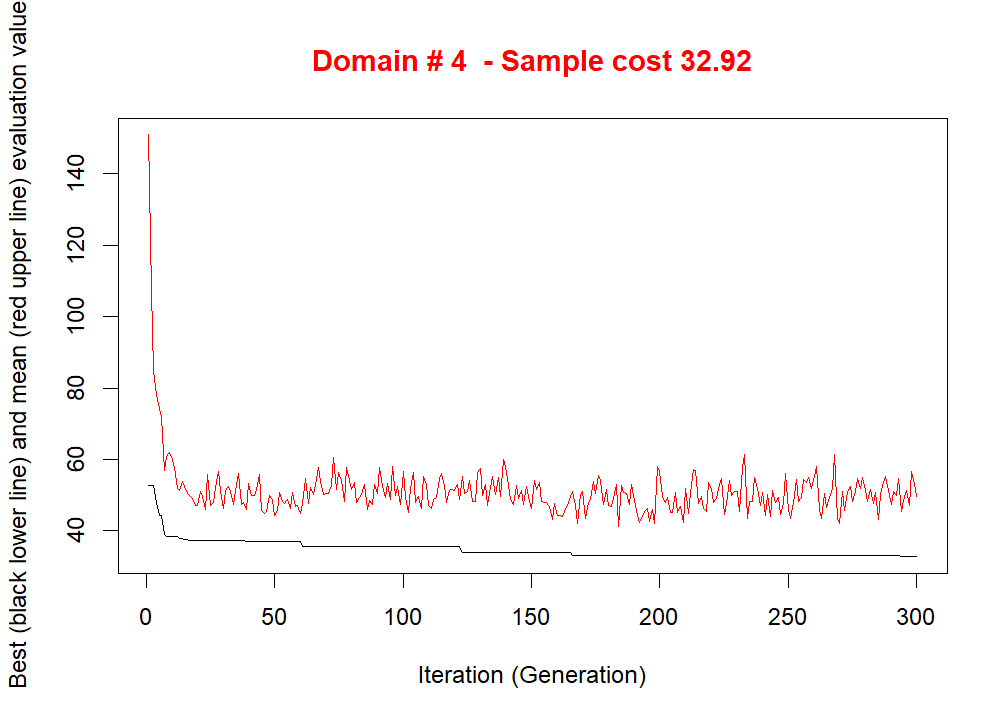 Domain # 4  - Sample cost 32.92
Best (black lower line) and mean (red upper line) evaluation value
140
120
100
80
60
40
0 50 100 150 200 250 300
Iteration (Generation)